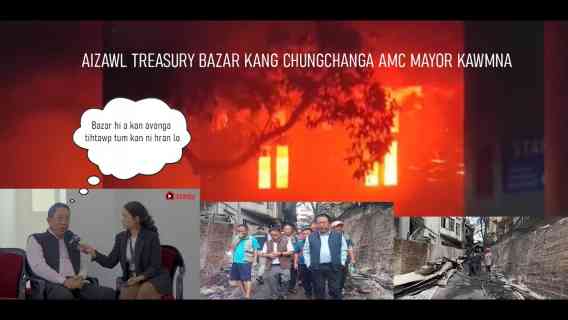 AIZAWL TREASURY BAZAR KANG CHUNGCHANGA AMC MAYOR KAWMNA
Bazar hi a kan avanga
tihtawp tum kan ni hran lo